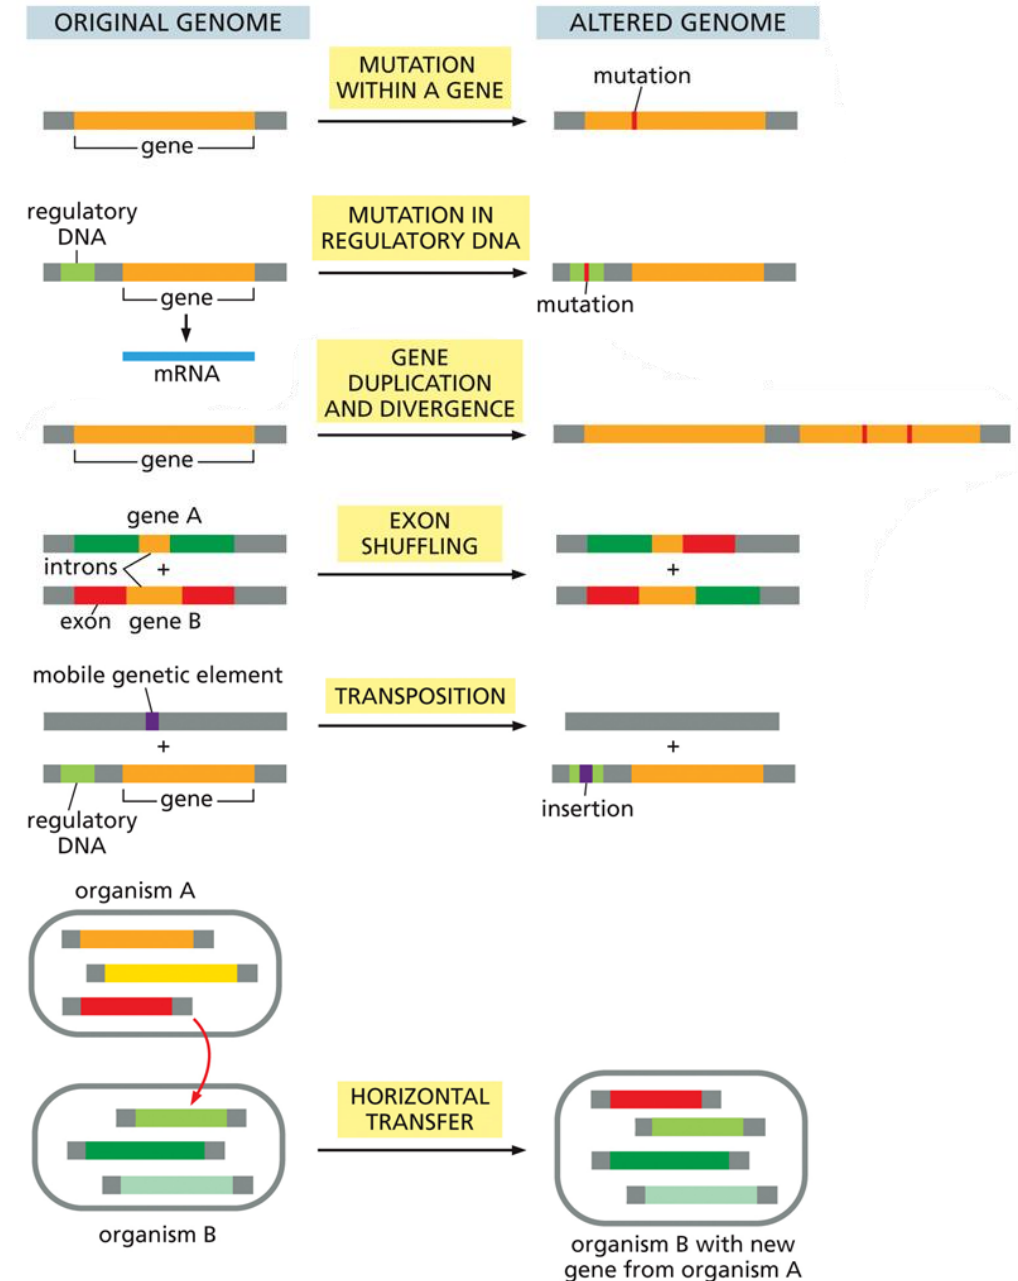 ORIGINAL GENOME
ALTERED GENOME
MUTATION
WITHIN A GENE
mutation
gene
regulatory
DNA
MUTATION IN
REGULATORY DNA
gene
mutation
mRNA
GENE
DUPLICATION
AND DIVERGENCE
gene
gene A
introns
+
exon
gene B
EXON
SHUFFLING
+
mobile genetic element
TRANSPOSITION
+
+
gene
regulatory
DNA
insertion
organism A
HORIZONTAL
TRANSFER
organism B
organism B with new
gene from organism A